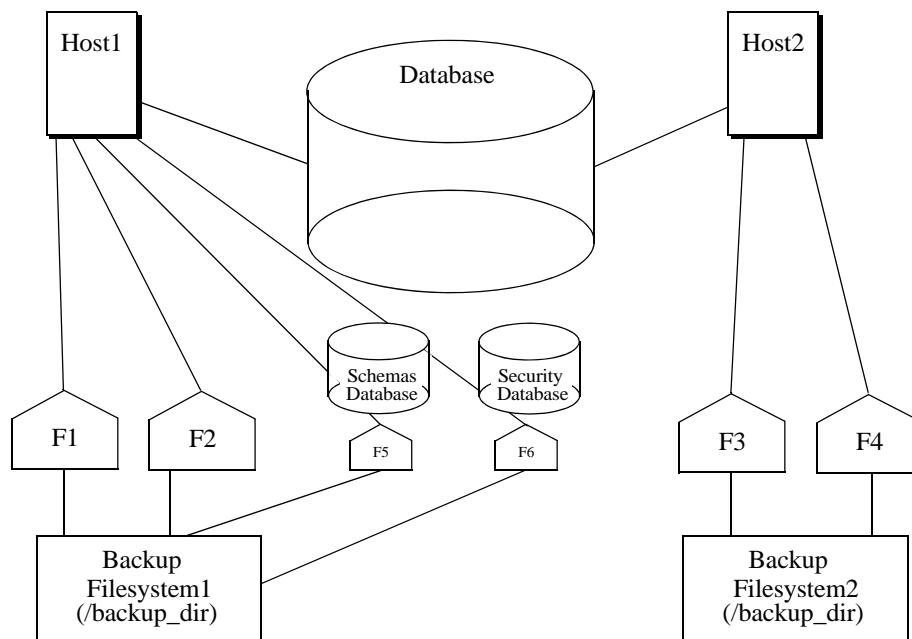 Host1
Database
Host2
Schemas
Database
Security
Database
F1
F2
F5
F6
F3
F4
Backup
Filesystem1
(/backup_dir)
Backup
Filesystem2
(/backup_dir)